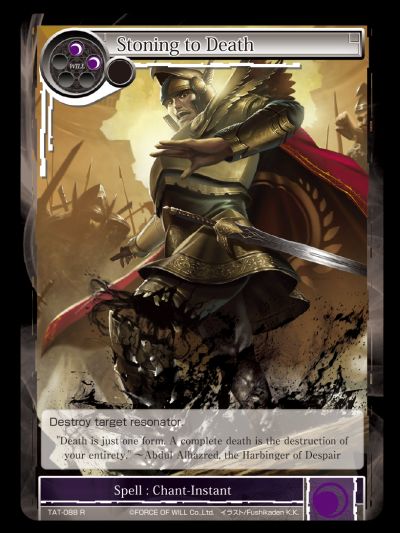 Stoning to Death
WILL
Destroy target resonator.
"Death is just one form. A complete death is the destruction of
your entirety." ~Abdul Alhazred, the Harbinger of Despair
Spell : Chant-Instant
TAT-088 R ©FORCE OF WILL Co.,Ltd. イラスト/Fushikaden K.K.